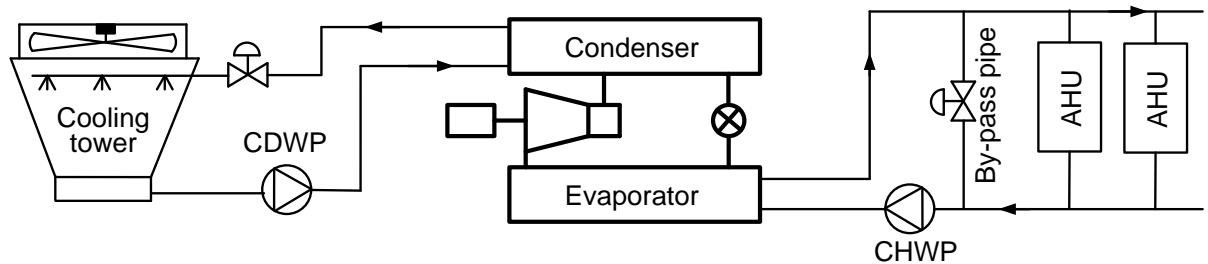 Condenser
Cooling
tower
CDWP
Evaporator
By-pass pipe
AHU
AHU
CHWP